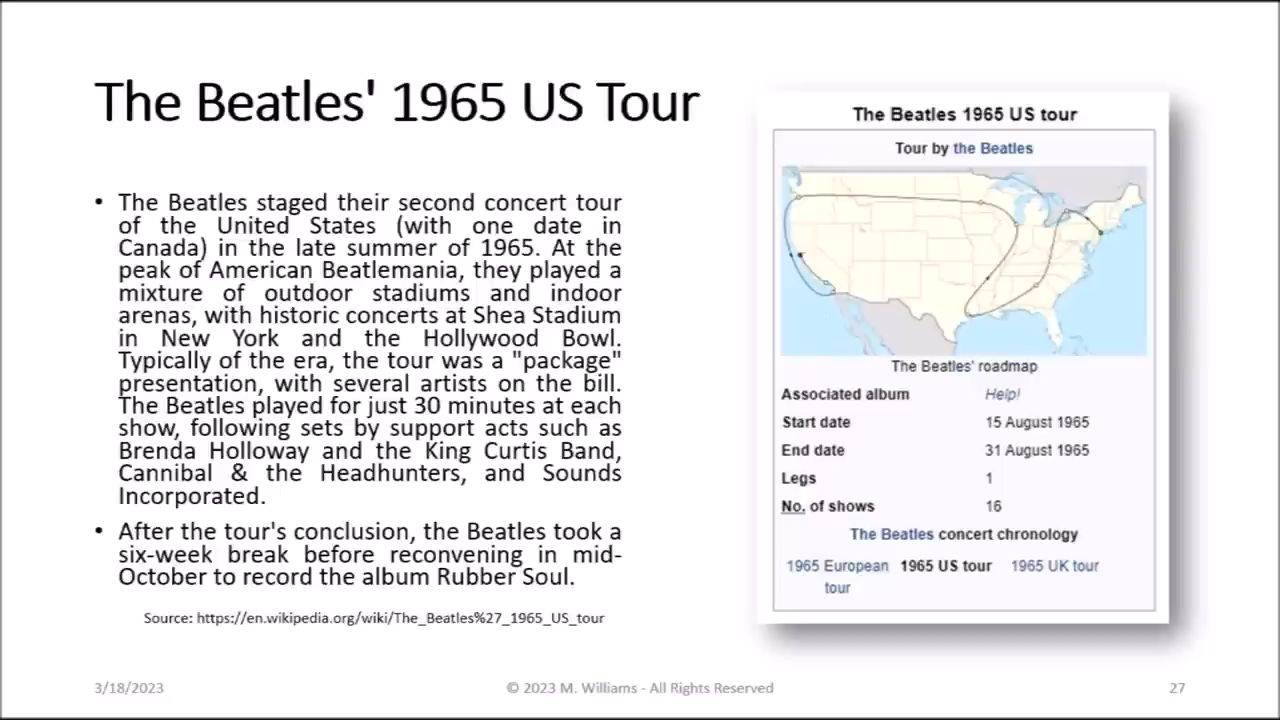 The Beatles' 1965 US Tour
• The Beatles staged their second concert tour
of the United States (with one date in
Canada) in the late summer of 1965. At the
peak of American Beatlemania, they played a
mixture of outdoor stadiums and indoor
arenas, with historic concerts at Shea Stadium
in New York and the Hollywood Bowl.
Typically of the era, the tour was a "package"
presentation, with several artists on the bill.
The Beatles played for just 30 minutes at each
show, following sets by support acts such as
Brenda Holloway and the King Curtis Band,
Cannibal & the Headhunters, and Sounds
Incorporated.
• After the tour's conclusion, the Beatles took a
six-week break before reconvening in mid-
October to record the album Rubber Soul.
Source: https://en.wikipedia.org/wiki/The_Beatles%27_1965_US_tour
The Beatles 1965 US tour
Tour by the Beatles
The Beatles' roadmap
Associated album Help!
Start date 15 August 1965
End date 31 August 1965
Legs 1
No. of shows 16
The Beatles concert chronology
1965 European 1965 US tour 1965 UK tour
tour
3/18/2023 © 2023 M. Williams - All Rights Reserved 27